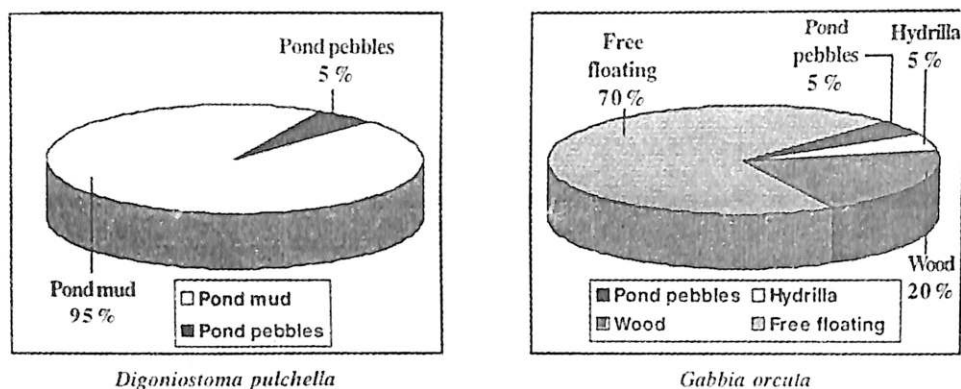 Pond pebbles
5 %
Pond mud
95 %
Pond mud
Pond pebbles
Digoniostoma pulchella
Free
floating
70 %
Pond
pebbles
5 %
Hydrilla
5 %
Wood
20 %
Pond pebbles Hydrilla
Wood Free floating
Gabbia orcula